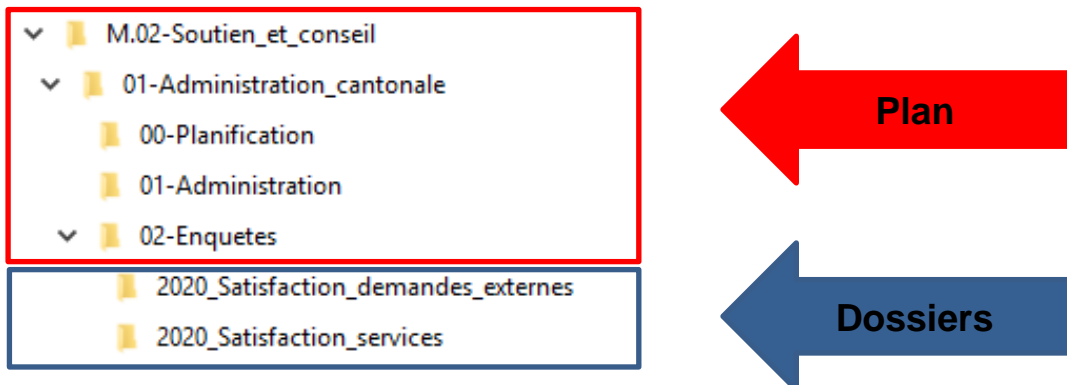 M.02-Soutien_et_conseil
01-Administration_cantonale
00-Planification
01-Administration
02-Enquetes
Plan
2020_Satisfaction_demandes_externes
2020_Satisfaction_services
Dossiers